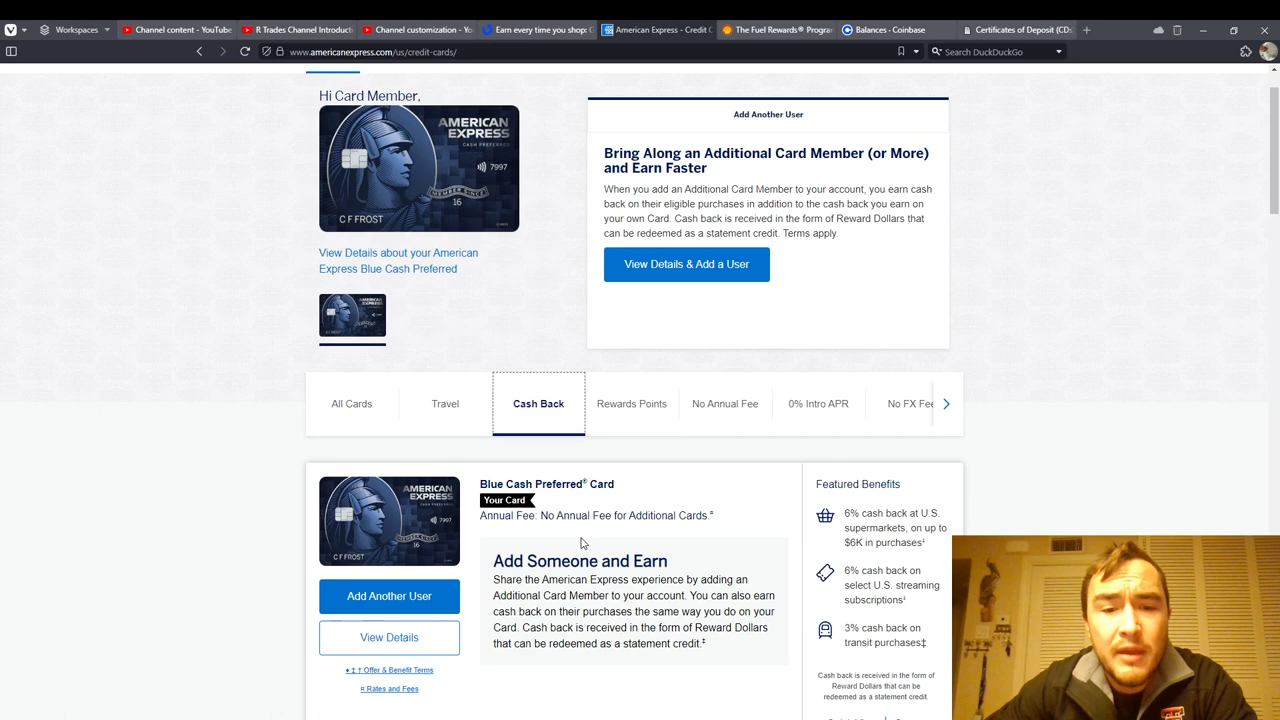 Workspaces
Channel content - YouTube
R Trades Channel Introducti
Channel customization - Yo
Earn every time you shop: C
American Express - Credit C
The Fuel Rewards® Progra
Balances - Coinbase
Certificates of Deposit (CDs
www.americanexpress.com/us/credit-cards/
Search DuckDuckGo
Hi Card Member,
AMERICAN
EXPRESS
CASH PREFERRED
7997
MEMBER SINCE
16
C F FROST
View Details about your American
Express Blue Cash Preferred
Add Another User
Bring Along an Additional Card Member (or More)
and Earn Faster
When you add an Additional Card Member to your account, you earn cash
back on their eligible purchases in addition to the cash back you earn on
your own Card. Cash back is received in the form of Reward Dollars that
can be redeemed as a statement credit. Terms apply.
View Details & Add a User
All Cards
Travel
Cash Back
Rewards Points
No Annual Fee
0% Intro APR
No FX Fee
AMERICAN
EXPRESS
7997
16
C F FROST
Add Another User
View Details
♦ ‡ † Offer & Benefit Terms
¤ Rates and Fees
Blue Cash Preferred® Card
Your Card
Annual Fee: No Annual Fee for Additional Cards.¤
Add Someone and Earn
Share the American Express experience by adding an
Additional Card Member to your account. You can also earn
cash back on their purchases the same way you do on your
Card. Cash back is received in the form of Reward Dollars
that can be redeemed as a statement credit.‡
Featured Benefits
6% cash back at U.S.
supermarkets, on up to
$6K in purchases‡
6% cash back on
select U.S. streaming
subscriptions‡
3% cash back on
transit purchases‡
Cash back is received in the form of
Reward Dollars that can be
redeemed as a statement credit.